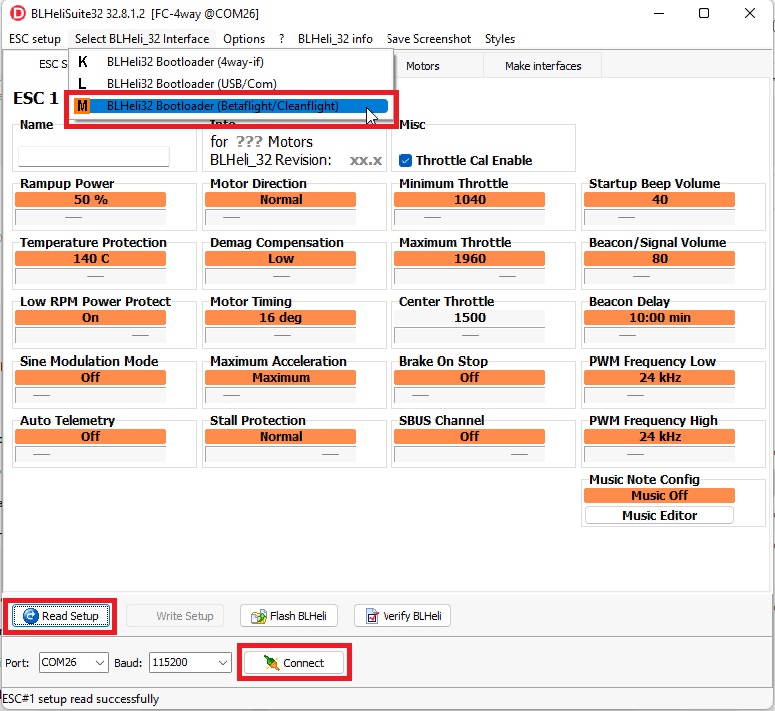 BLHeliSuite32 32.8.1.2 [FC-4way @COM26]
ESC setup Select BLHeli_32 Interface Options ? BLHeli_32 info Save Screenshot Styles
K BLHeli32 Bootloader (4way-if)
L BLHeli32 Bootloader (USB/Com)
M BLHeli32 Bootloader (Betaflight/Cleanflight)
ESC S Motors Make interfaces
ESC 1
Name Info Misc
for ??? Motors
BLHeli_32 Revision: xx.x Throttle Cal Enable
Rampup Power Motor Direction Minimum Throttle Startup Beep Volume
50 % Normal 1040 40
Temperature Protection Demag Compensation Maximum Throttle Beacon/Signal Volume
140 C Low 1960 80
Low RPM Power Protect Motor Timing Center Throttle Beacon Delay
On 16 deg 1500 10:00 min
Sine Modulation Mode Maximum Acceleration Brake On Stop PWM Frequency Low
Off Maximum Off 24 kHz
Auto Telemetry Stall Protection SBUS Channel PWM Frequency High
Off Normal Off 24 kHz
Music Note Config
Music Off
Music Editor
Read Setup Write Setup Flash BLHeli Verify BLHeli
Port: COM26 Baud: 115200 Connect
ESC#1 setup read successfully